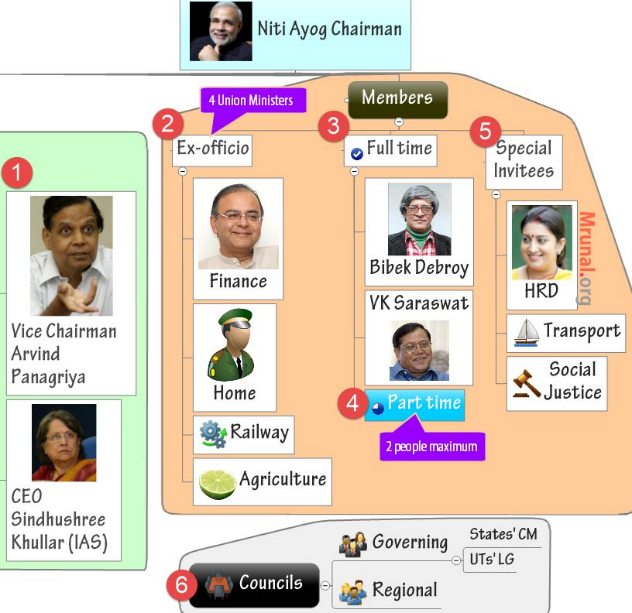 Niti Ayog Chairman
4 Union Ministers
Members
2
3
5
Ex-officio
Full time
Special
Invitees
1
Vice Chairman
Arvind
Panagriya
CEO
Sindhushree
Khullar (IAS)
Finance
Home
Railway
Agriculture
Bibek Debroy
VK Saraswat
4
Part time
2 people maximum
HRD
Transport
Social
Justice
Mrunal.org
6
Councils
Governing
States' CM
UTs' LG
Regional